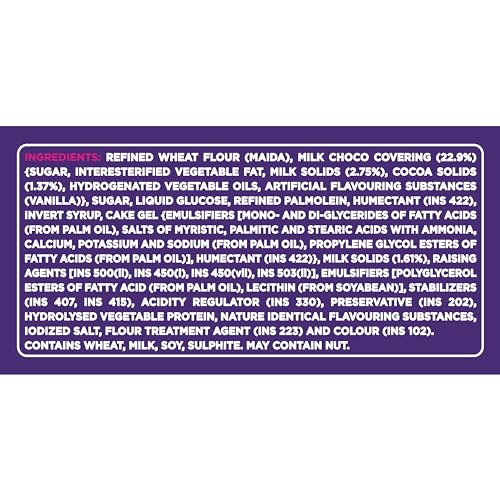 INGREDIENTS: REFINED WHEAT FLOUR (MAIDA), MILK CHOCO COVERING (22.9%)
{SUGAR, INTERESTERIFIED VEGETABLE FAT, MILK SOLIDS (2.75%), COCOA SOLIDS
(1.37%), HYDROGENATED VEGETABLE OILS, ARTIFICIAL FLAVOURING SUBSTANCES
(VANILLA)}, SUGAR, LIQUID GLUCOSE, REFINED PALMOLEIN, HUMECTANT (INS 422),
INVERT SYRUP, CAKE GEL {EMULSIFIERS [MONO- AND DI-GLYCERIDES OF FATTY ACIDS
(FROM PALM OIL), SALTS OF MYRISTIC, PALMITIC AND STEARIC ACIDS WITH AMMONIA,
CALCIUM, POTASSIUM AND SODIUM (FROM PALM OIL), PROPYLENE GLYCOL ESTERS OF
FATTY ACIDS (FROM PALM OIL)], HUMECTANT (INS 422)}, MILK SOLIDS (1.61%), RAISING
AGENTS [INS 500(ii), INS 450(i), INS 450(vii), INS 503(ii)], EMULSIFIERS [POLYGLYCEROL
ESTERS OF FATTY ACID (FROM PALM OIL), LECITHIN (FROM SOYABEAN)], STABILIZERS
(INS 407, INS 415), ACIDITY REGULATOR (INS 330), PRESERVATIVE (INS 202),
HYDROLYSED VEGETABLE PROTEIN, NATURE IDENTICAL FLAVOURING SUBSTANCES,
IODIZED SALT, FLOUR TREATMENT AGENT (INS 223) AND COLOUR (INS 102).
CONTAINS WHEAT, MILK, SOY, SULPHITE. MAY CONTAIN NUT.